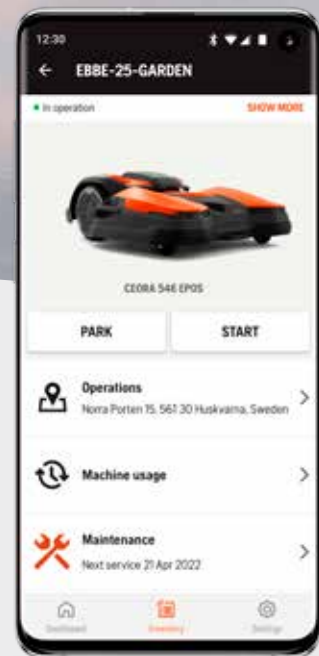 12:30
EBBE-25-GARDEN
In operation
SHOW MORE
CEORA 546 EPOS
PARK
START
Operations
Norra Porten 15, 561 30 Huskvarna, Sweden
Machine usage
Maintenance
Next service 21 Apr 2022
Dashboard
Inventory
Settings